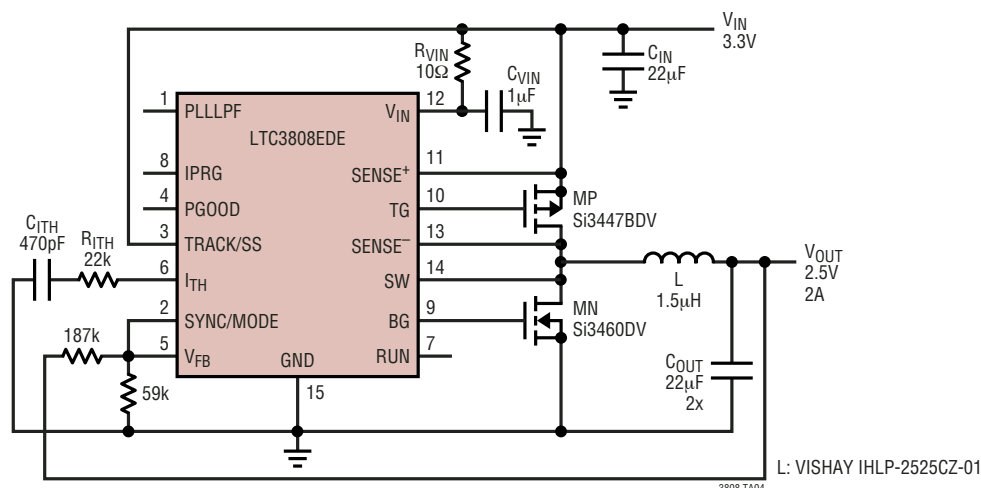 VIN
3.3V
RVIN
10Ω
CVIN
1μF
CIN
22μF
1
PLLLPF
VIN
12
LTC3808EDE
8
IPRG
SENSE+
11
4
PGOOD
TG
10
MP
Si3447BDV
CITH
470pF
RITH
22k
3
TRACK/SS
SENSE–
13
6
ITH
SW
14
L
1.5μH
VOUT
2.5V
2A
2
SYNC/MODE
BG
9
MN
Si3460DV
187k
5
VFB
GND
RUN
7
59k
15
COUT
22μF
2x
L: VISHAY IHLP-2525CZ-01
3808 TA04